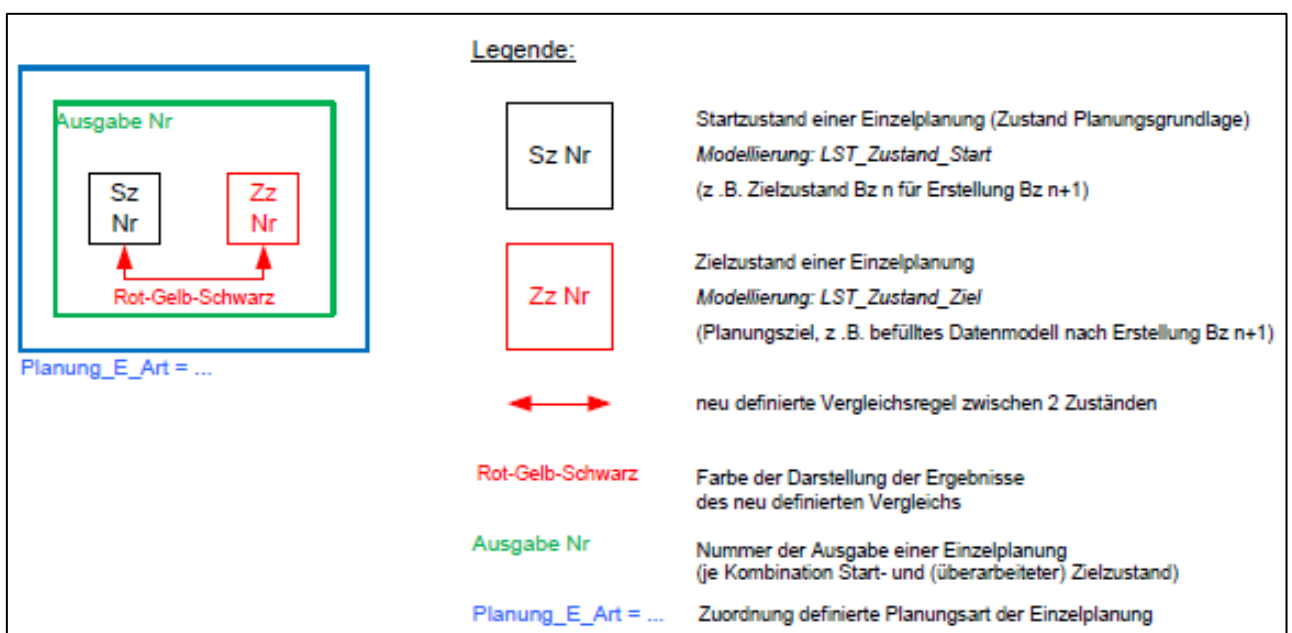 Legende:
Ausgabe Nr
Sz
Nr
Zz
Nr
Rot-Gelb-Schwarz
Planung_E_Art = ...
Sz Nr
Startzustand einer Einzelplanung (Zustand Planungsgrundlage)
Modellierung: LST_Zustand_Start
(z .B. Zielzustand Bz n für Erstellung Bz n+1)
Zz Nr
Zielzustand einer Einzelplanung
Modellierung: LST_Zustand_Ziel
(Planungsziel, z .B. befülltes Datenmodell nach Erstellung Bz n+1)
neu definierte Vergleichsregel zwischen 2 Zuständen
Rot-Gelb-Schwarz
Farbe der Darstellung der Ergebnisse
des neu definierten Vergleichs
Ausgabe Nr
Nummer der Ausgabe einer Einzelplanung
(je Kombination Start- und (überarbeiteter) Zielzustand)
Planung_E_Art = ...
Zuordnung definierte Planungsart der Einzelplanung